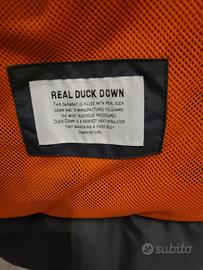 REAL DUCK DOWN
THIS GARMENT IS FILLED WITH REAL DUCK
DOWN AND IS MANUFACTURED FOLLOWING
THE MOST RIGOROUS PROCEDURES.
DUCK DOWN IS A PERFECT HEAT-INSULATOR
THAT MAINTAINS A FIXED BODY
TEMPERATURE.
subito